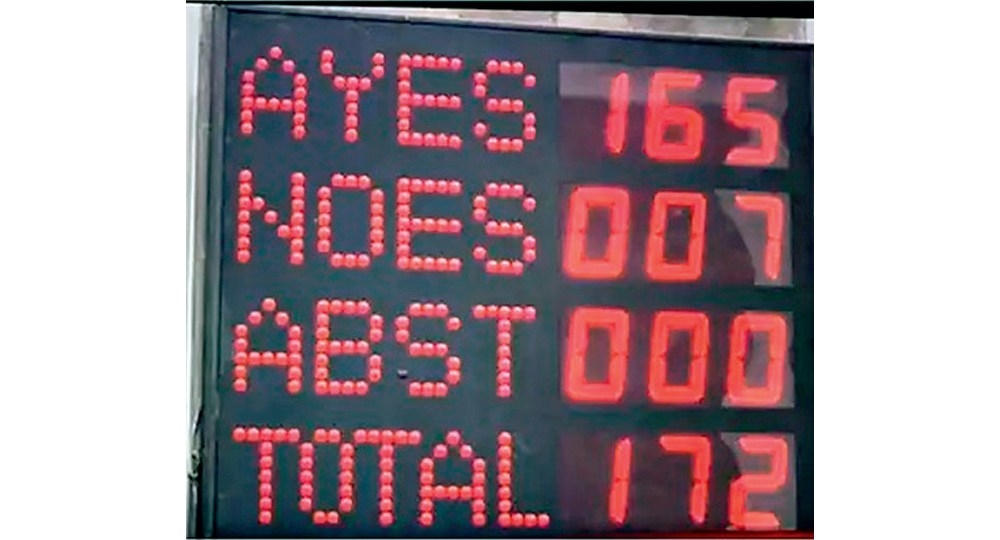 AYES 165
NOES 007
ABST 000
TOTAL 172